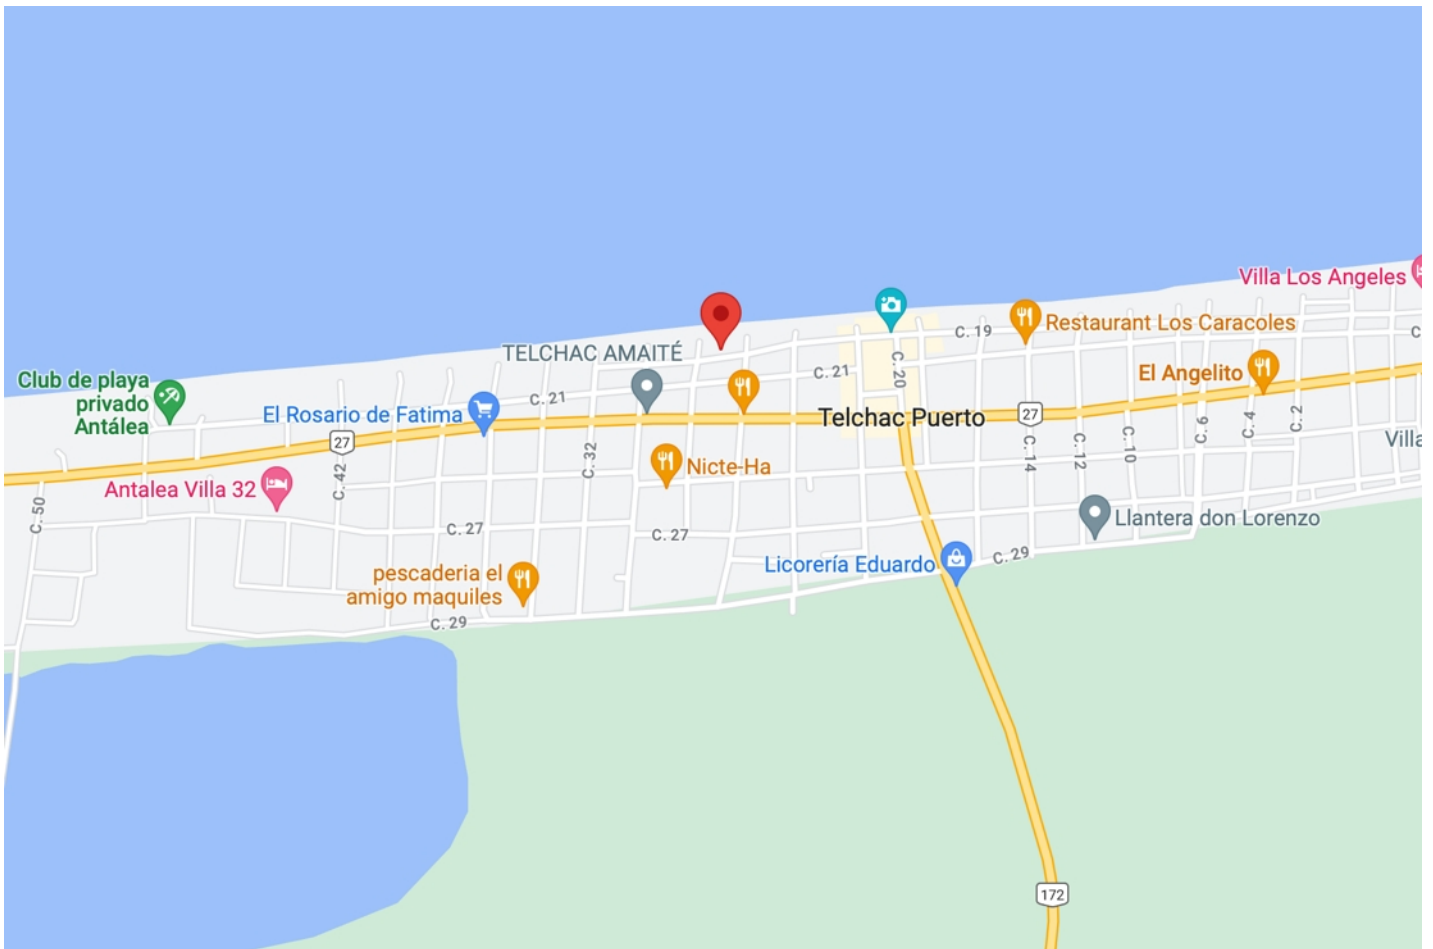 Villa Los Angeles
C. 19
Restaurant Los Caracoles
C
TELCHAC AMAITÉ
C. 20
C. 21
El Angelito
Club de playa
privado
Antálea
C. 21
El Rosario de Fatima
27
Telchac Puerto
27
C. 6
C. 4
C. 2
C. 32
C. 14
C. 12
C. 10
Villa
Nicte-Ha
Antalea Villa 32
C. 42
C. 50
C. 27
C. 27
Llantera don Lorenzo
Licorería Eduardo
C. 29
pescaderia el
amigo maquiles
C. 29
172